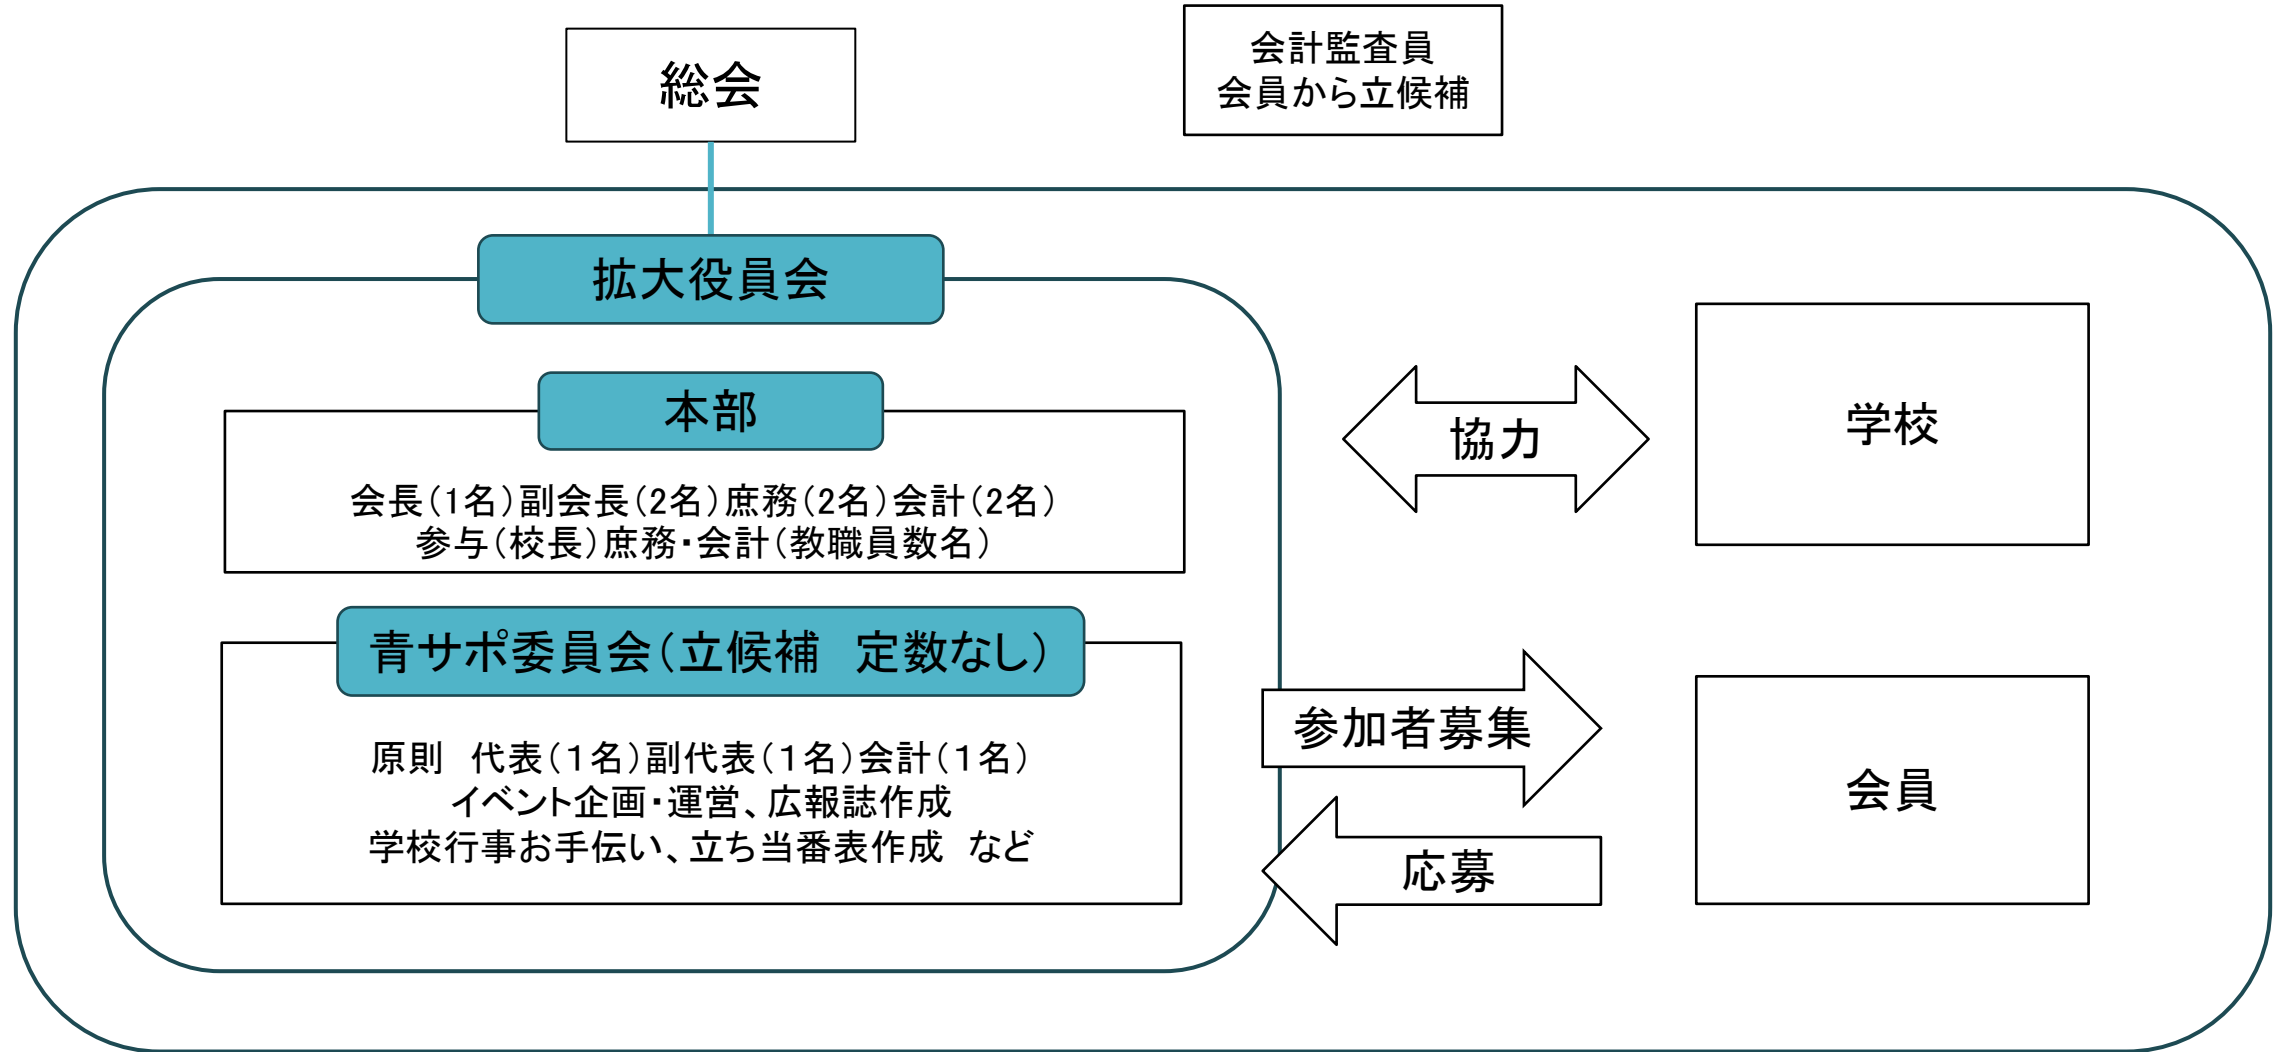 総会
会計監査員
会員から立候補
拡大役員会
本部
会長(1名)副会長(2名)庶務(2名)会計(2名)
参与(校長)庶務・会計(教職員数名)
協力
学校
青サポ委員会(立候補　定数なし)
原則　代表(１名)副代表(１名)会計(１名)
イベント企画・運営、広報誌作成
学校行事お手伝い、立ち当番表作成　など
参加者募集
応募
会員